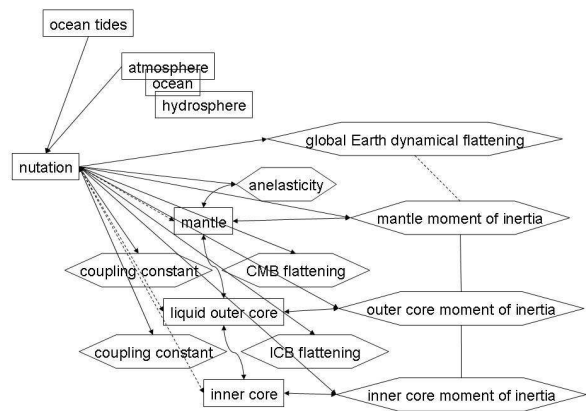 ocean tides
atmosphere
ocean
hydrosphere
global Earth dynamical flattening
nutation
anelasticity
mantle
mantle moment of inertia
coupling constant
CMB flattening
liquid outer core
outer core moment of inertia
coupling constant
ICB flattening
inner core
inner core moment of inertia